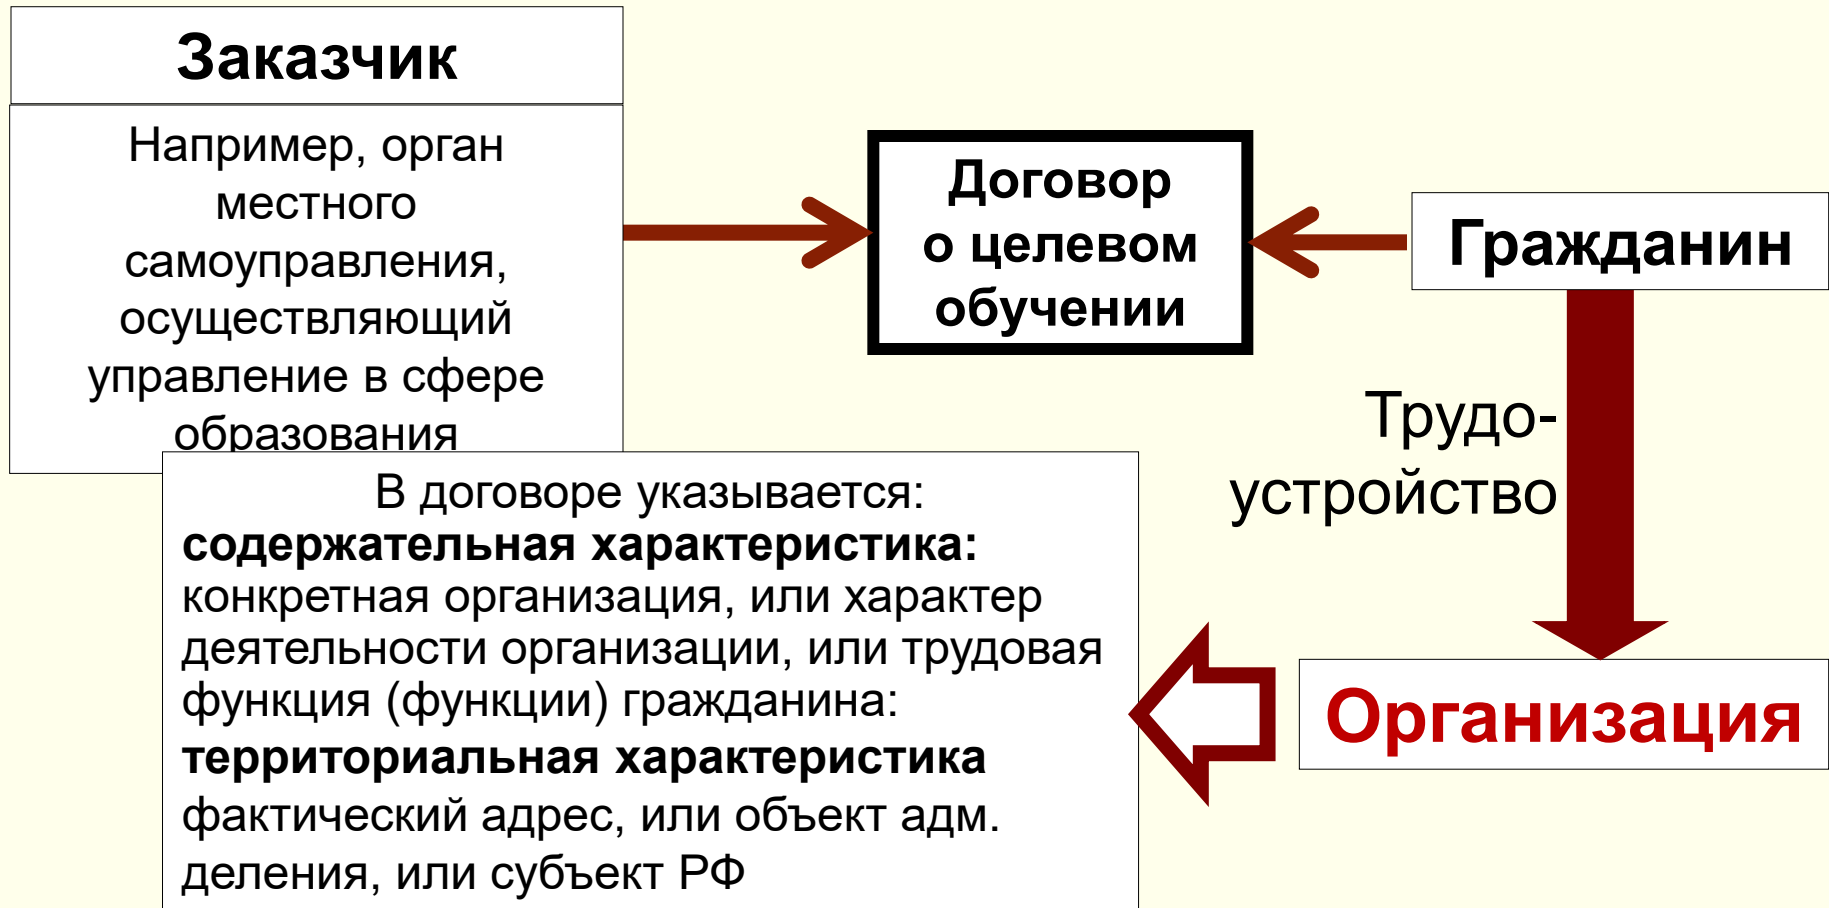 Заказчик
Например, орган
местного
самоуправления,
осуществляющий
управление в сфере
образования
Договор
о целевом
обучении
Гражданин
Трудо-
устройство
Организация
В договоре указывается:
содержательная характеристика:
конкретная организация, или характер
деятельности организации, или трудовая
функция (функции) гражданина:
территориальная характеристика
фактический адрес, или объект адм.
деления, или субъект РФ